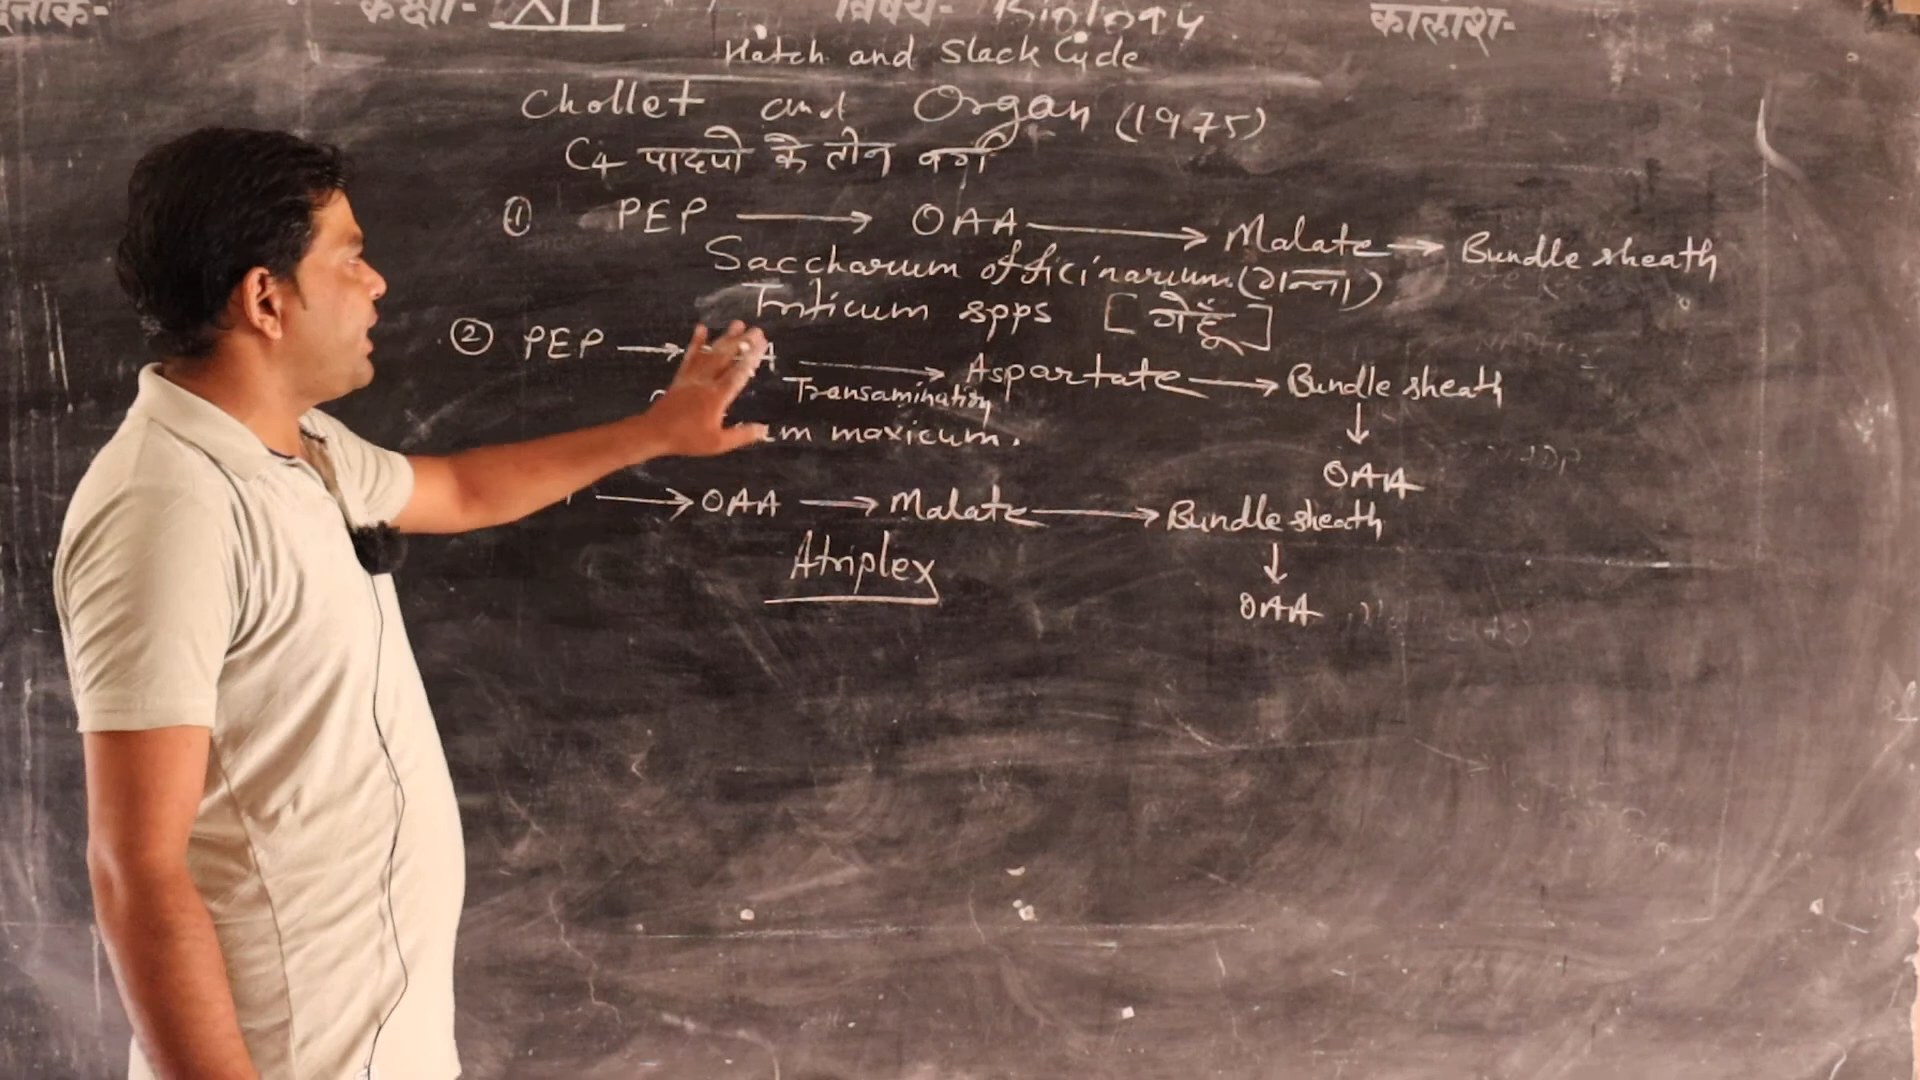 दिनांक- कक्षा- XII विषय- Biology कालांश-
Hatch and Slack Cycle
Chollet and Organ (1975)
C4 पादपो के तीन वर्ग
① PEP → OAA → Malate → Bundle sheath
Saccharum officinarum (गन्ना)
Triticum spps [गेहूँ]
② PEP → A → Aspartate → Bundle sheath
Transamination
↓
um maxicum.
OAA
→ OAA → Malate → Bundle sheath
Atriplex
↓
OAA